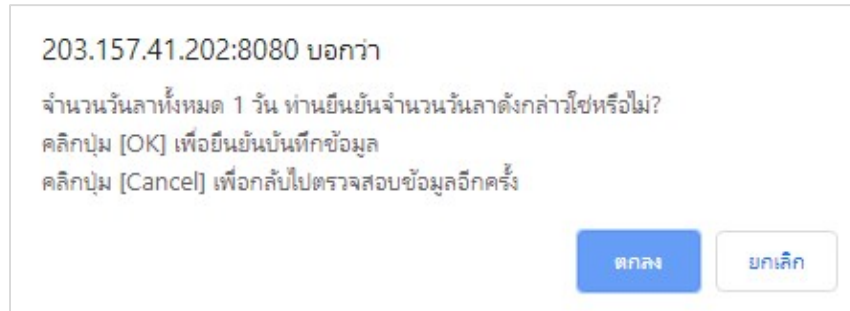 203.157.41.202:8080 บอกว่า
จำนวนวันลาทั้งหมด 1 วัน ท่านยืนยันจำนวนวันลาดังกล่าวใช่หรือไม่?
คลิกปุ่ม [OK] เพื่อยืนยันบันทึกข้อมูล
คลิกปุ่ม [Cancel] เพื่อกลับไปตรวจสอบข้อมูลอีกครั้ง
ตกลง
ยกเลิก